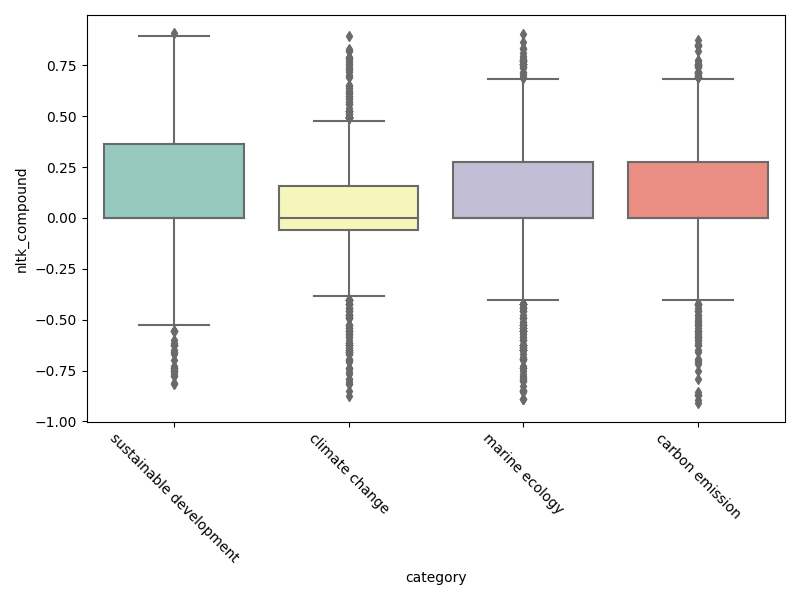 nltk_compound
0.75
0.50
0.25
0.00
−0.25
−0.50
−0.75
−1.00
sustainable development
climate change
marine ecology
carbon emission
category